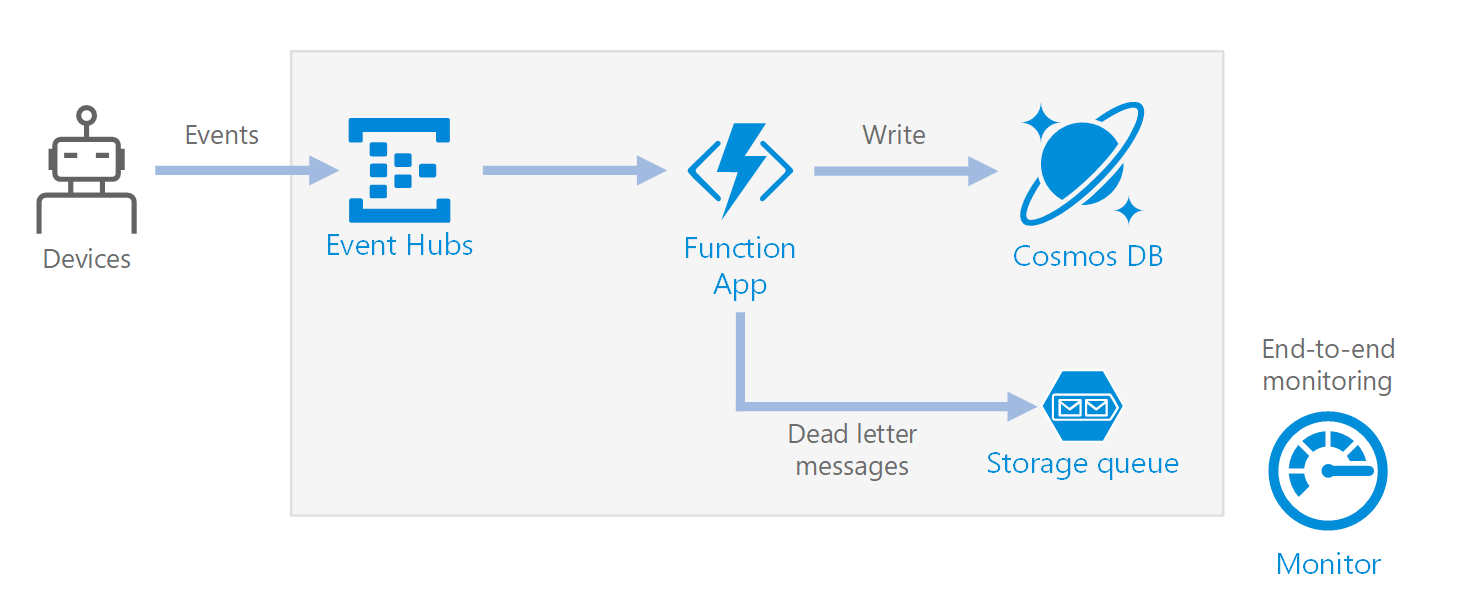 Events
Write
Devices
Event Hubs
Function
App
Cosmos DB
Dead letter
messages
Storage queue
End-to-end
monitoring
Monitor